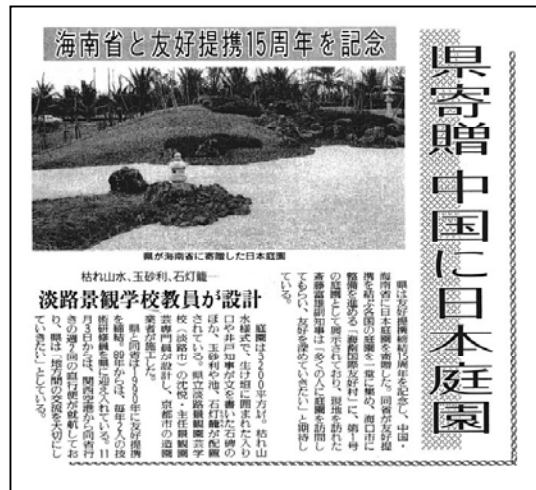 海南省と友好提携15周年を記念
県寄贈 中国に日本庭園
県が海南省に寄贈した日本庭園
枯れ山水、玉砂利、石灯籠―
淡路景観学校教員が設計
県は友好提携締結15周年を記念し、中国・
海南省に日本庭園を寄贈した。同省が友好提
携を結ぶ各国の庭園を一堂に集め、海口市に
整備を進める「海南国際友好村」に、第1号
の庭園として展示されており、現地を訪れた
斎藤富雄副知事は「多くの人に庭園を訪問し
てもらい、友好を深めていきたい」と期待し
ている。
庭園は5200平方㍍。枯れ山
水様式で、生け垣に囲まれた入り
口や井戸知事が文を書いた石碑の
ほか、玉砂利や池、石灯籠が配置
されている。県立淡路景観園芸学
校(淡路市)の沈悦・主任景観園
芸専門員が設計し、京都市の造園
業者が施工した。
県と同省は1990年に友好提携
を締結。89年からは、毎年2人の技
術研修員を県に迎え入れている。11
月3日からは、関西空港から同省行
きの週2回の直行便が就航してお
り、県は「地方間の交流を大切にし
ていきたい」としている。